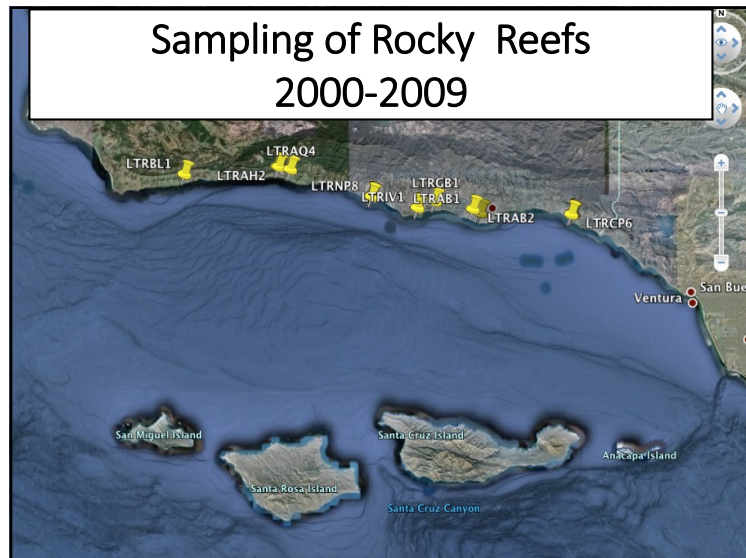 Sampling of Rocky Reefs
2000-2009
N
LTRBL1
LTRAQ4
LTRAH2
LTRNP8
LTRGB1
LTRIV1
LTRAB1
LTRAB2
LTRCP6
San Bue
Ventura
San Miguel Island
Santa Cruz Island
Anacapa Island
Santa Rosa Island
Santa Cruz Canyon